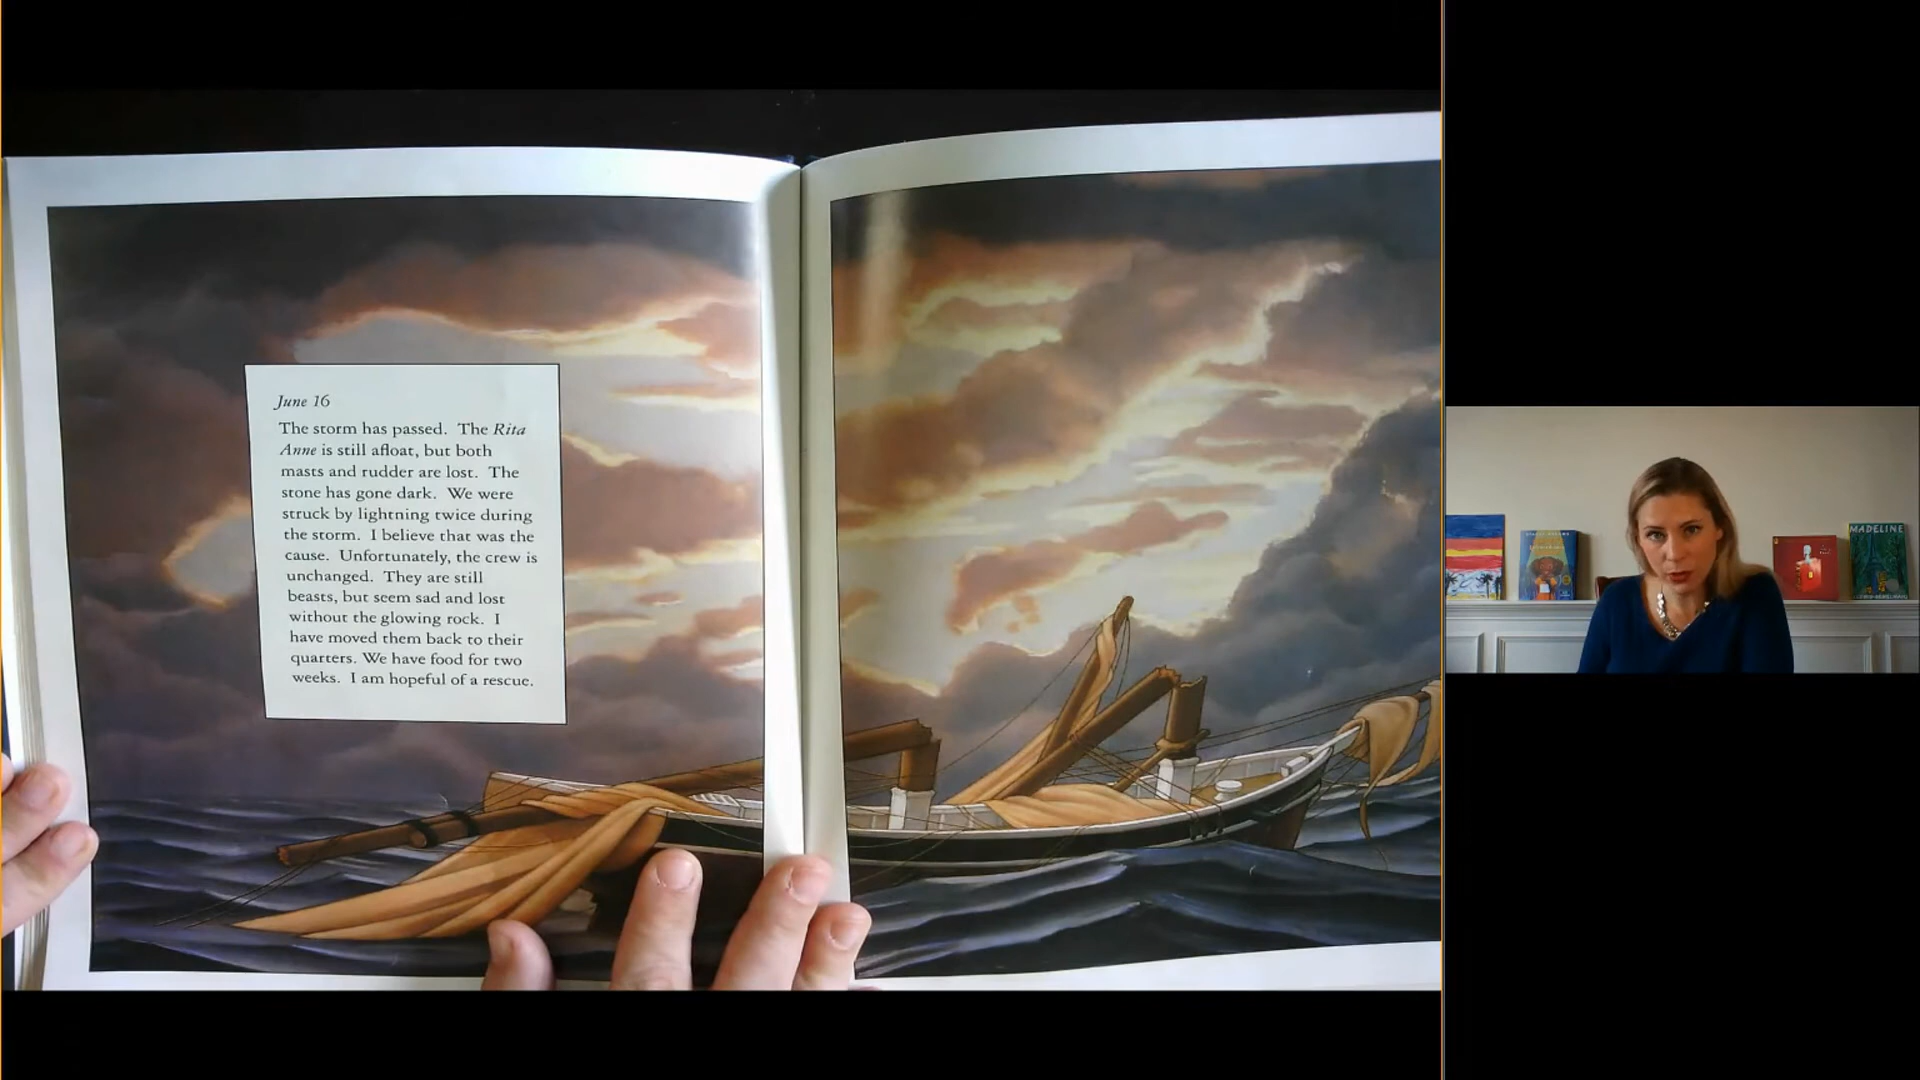 June 16
The storm has passed. The Rita
Anne is still afloat, but both
masts and rudder are lost. The
stone has gone dark. We were
struck by lightning twice during
the storm. I believe that was the
cause. Unfortunately, the crew is
unchanged. They are still
beasts, but seem sad and lost
without the glowing rock. I
have moved them back to their
quarters. We have food for two
weeks. I am hopeful of a rescue.
MADELINE